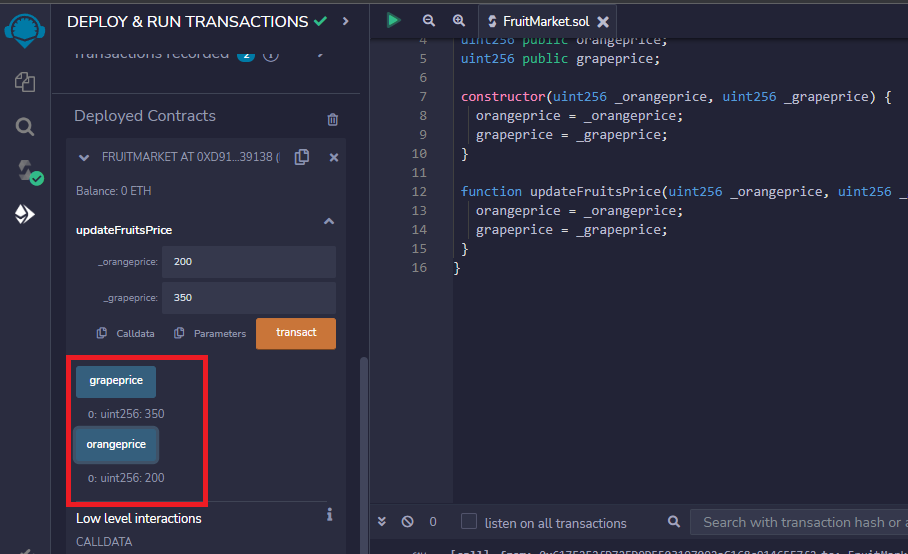 DEPLOY & RUN TRANSACTIONS
Transactions recorded 2 i
Deployed Contracts
FRUITMARKET AT 0XD91...39138 (
Balance: 0 ETH
updateFruitsPrice
_orangeprice: 200
_grapeprice: 350
Calldata Parameters transact
grapeprice
0: uint256: 350
orangeprice
0: uint256: 200
Low level interactions i
CALLDATA
FruitMarket.sol
4 uint256 public orangeprice;
5 uint256 public grapeprice;
6
7 constructor(uint256 _orangeprice, uint256 _grapeprice) {
8 orangeprice = _orangeprice;
9 grapeprice = _grapeprice;
10 }
11
12 function updateFruitsPrice(uint256 _orangeprice, uint256 _
13 orangeprice = _orangeprice;
14 grapeprice = _grapeprice;
15 }
16 }
0 listen on all transactions Search with transaction hash or a